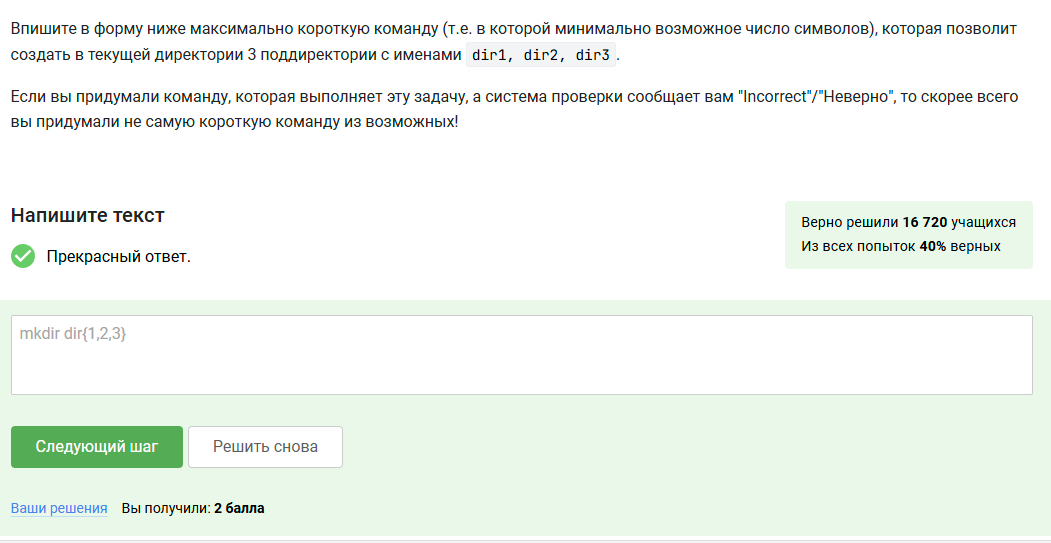 Впишите в форму ниже максимально короткую команду (т.е. в которой минимально возможное число символов), которая позволит
создать в текущей директории 3 поддиректории с именами dir1, dir2, dir3.
Если вы придумали команду, которая выполняет эту задачу, а система проверки сообщает вам "Incorrect"/"Неверно", то скорее всего
вы придумали не самую короткую команду из возможных!
Напишите текст
Прекрасный ответ.
Верно решили 16 720 учащихся
Из всех попыток 40% верных
mkdir dir{1,2,3}
Следующий шаг
Решить снова
Ваши решения
Вы получили: 2 балла